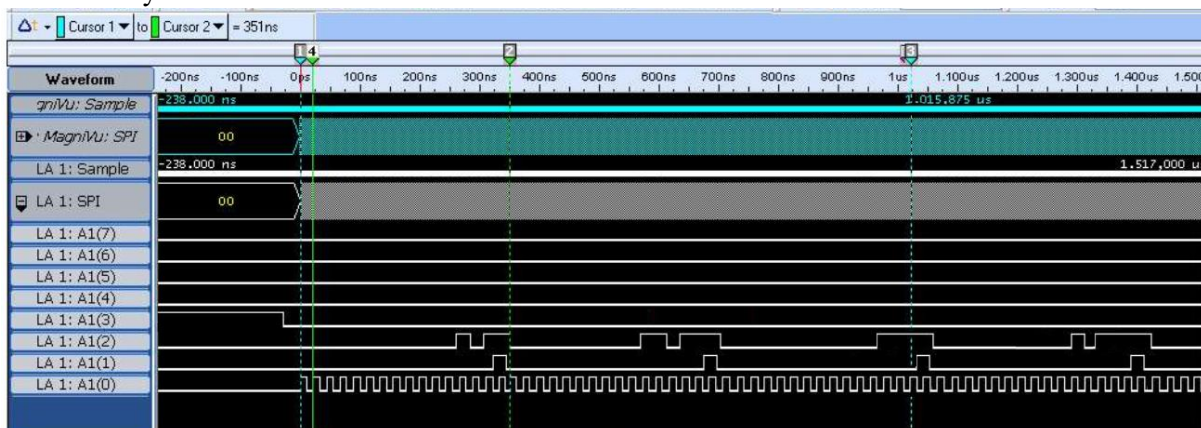 Δt Cursor 1 to Cursor 2 = 351ns
1 4 2 3
Waveform -200ns -100ns 0ps 100ns 200ns 300ns 400ns 500ns 600ns 700ns 800ns 900ns 1us 1.100us 1.200us 1.300us 1.400us 1.500
gniVu: Sample -238.000 ns 1.015.875 us
MagniVu: SPI 00
LA 1: Sample -238.000 ns 1.517,000 u
LA 1: SPI 00
LA 1: A1(7)
LA 1: A1(6)
LA 1: A1(5)
LA 1: A1(4)
LA 1: A1(3)
LA 1: A1(2)
LA 1: A1(1)
LA 1: A1(0)